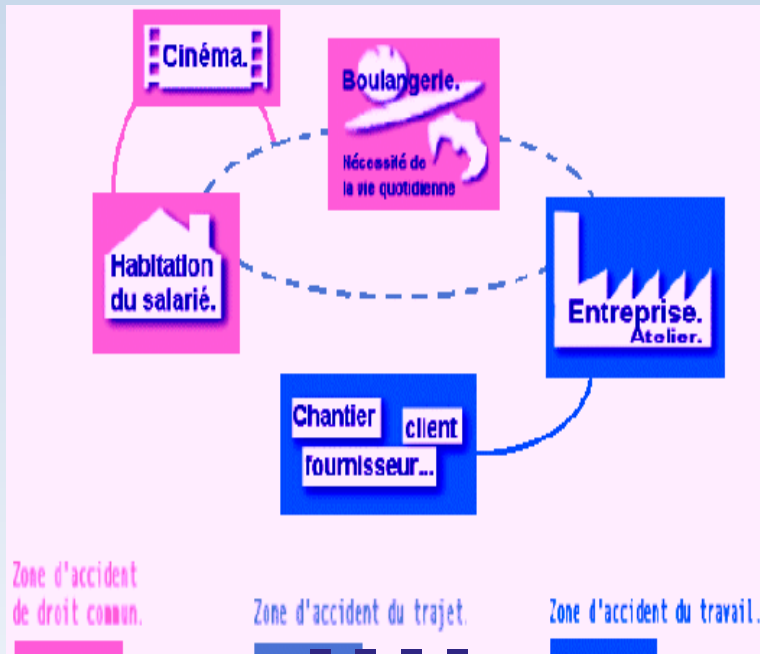 Cinéma.
Boulangerie.
Nécessité de
la vie quotidienne
Habitation
du salarié.
Entreprise.
Atelier.
Chantier
client
fournisseur...
Zone d'accident
de droit commun.
Zone d'accident du trajet.
Zone d'accident du travail.